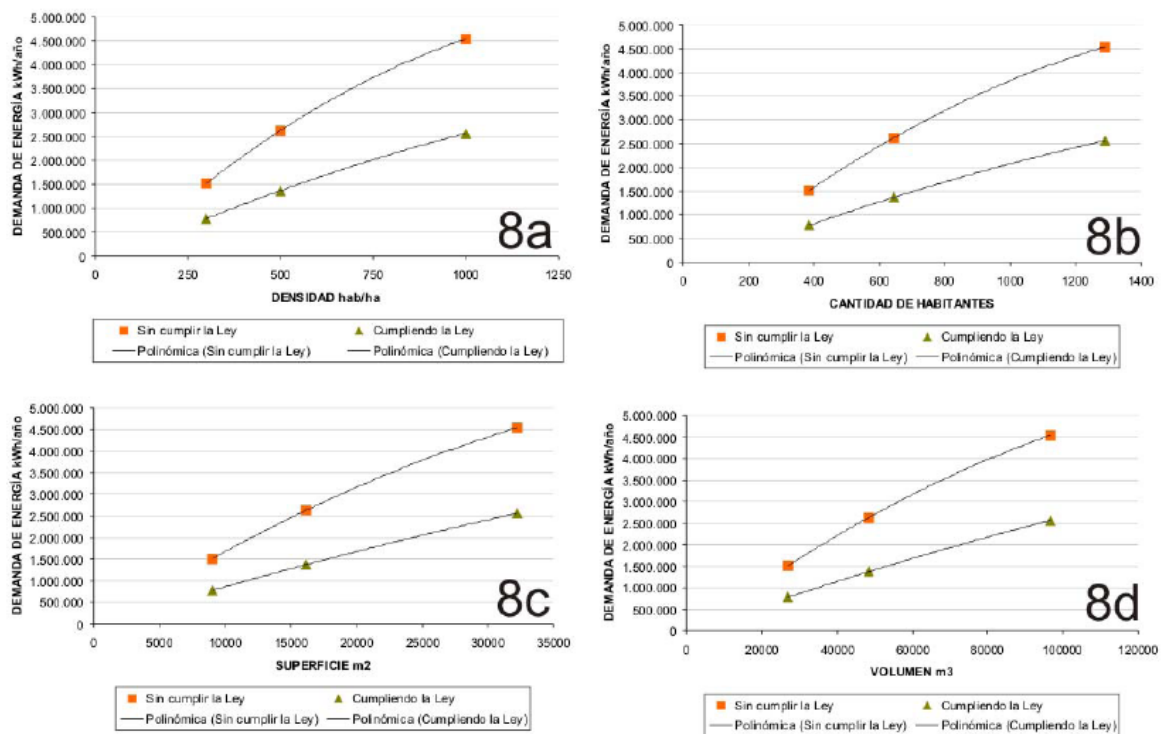 DEMANDA DE ENERGÍA kWh/año
5.000.000
4.500.000
4.000.000
3.500.000
3.000.000
2.500.000
2.000.000
1.500.000
1.000.000
500.000
0
0 250 500 750 1000 1250
DENSIDAD hab/ha
8a
Sin cumplir la Ley Cumpliendo la Ley
Polinómica (Sin cumplir la Ley) Polinómica (Cumpliendo la Ley)
DEMANDA DE ENERGÍA kWh/año
5.000.000
4.500.000
4.000.000
3.500.000
3.000.000
2.500.000
2.000.000
1.500.000
1.000.000
500.000
0
0 200 400 600 800 1000 1200 1400
CANTIDAD DE HABITANTES
8b
Sin cumplir la Ley Cumpliendo la Ley
Polinómica (Sin cumplir la Ley) Polinómica (Cumpliendo la Ley)
DEMANDA DE ENERGÍA kWh/año
5.000.000
4.500.000
4.000.000
3.500.000
3.000.000
2.500.000
2.000.000
1.500.000
1.000.000
500.000
0
0 5000 10000 15000 20000 25000 30000 35000
SUPERFICIE m2
8c
Sin cumplir la Ley Cumpliendo la Ley
Polinómica (Sin cumplir la Ley) Polinómica (Cumpliendo la Ley)
DEMANDA DE ENERGÍA kWh/año
5.000.000
4.500.000
4.000.000
3.500.000
3.000.000
2.500.000
2.000.000
1.500.000
1.000.000
500.000
0
0 20000 40000 60000 80000 100000 120000
VOLUMEN m3
8d
Sin cumplir la Ley Cumpliendo la Ley
Polinómica (Sin cumplir la Ley) Polinómica (Cumpliendo la Ley)